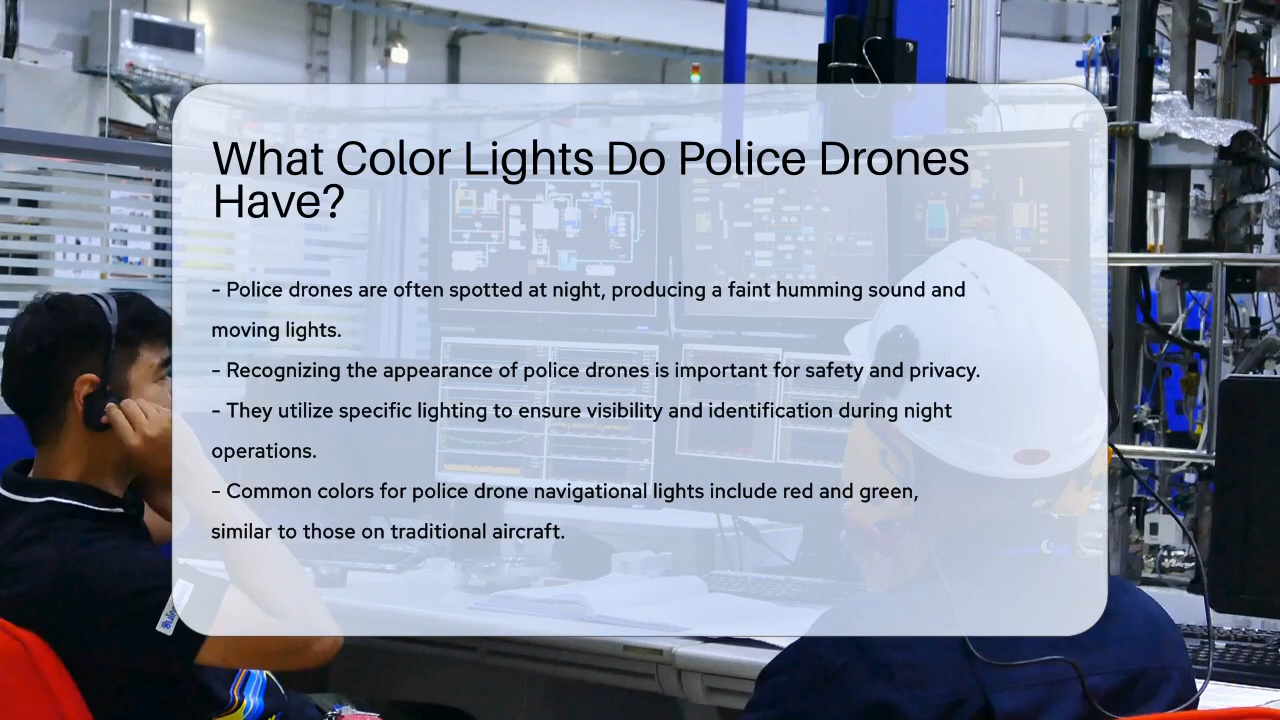 What Color Lights Do Police Drones
Have?
- Police drones are often spotted at night, producing a faint humming sound and
moving lights.
- Recognizing the appearance of police drones is important for safety and privacy.
- They utilize specific lighting to ensure visibility and identification during night
operations.
- Common colors for police drone navigational lights include red and green,
similar to those on traditional aircraft.